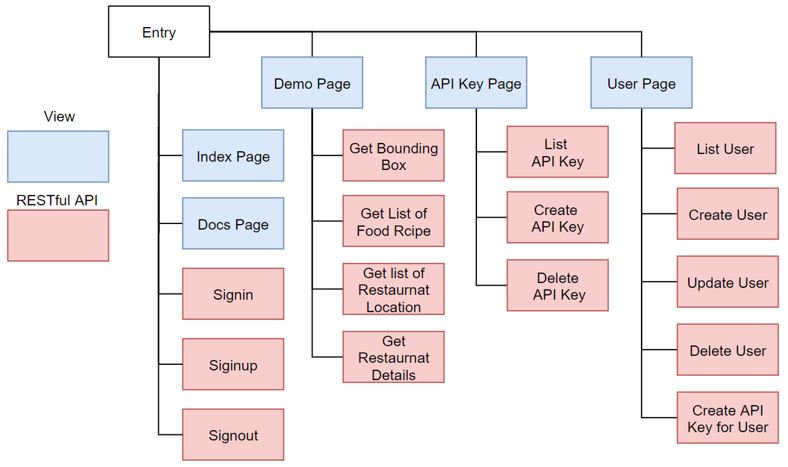 Entry
Demo Page
API Key Page
User Page
View
RESTful API
Index Page
Docs Page
Signin
Siginup
Signout
Get Bounding
Box
Get List of
Food Rcipe
Get list of
Restaurnat
Location
Get
Restaurnat
Details
List
API Key
Create
API Key
Delete
API Key
List User
Create User
Update User
Delete User
Create API
Key for User